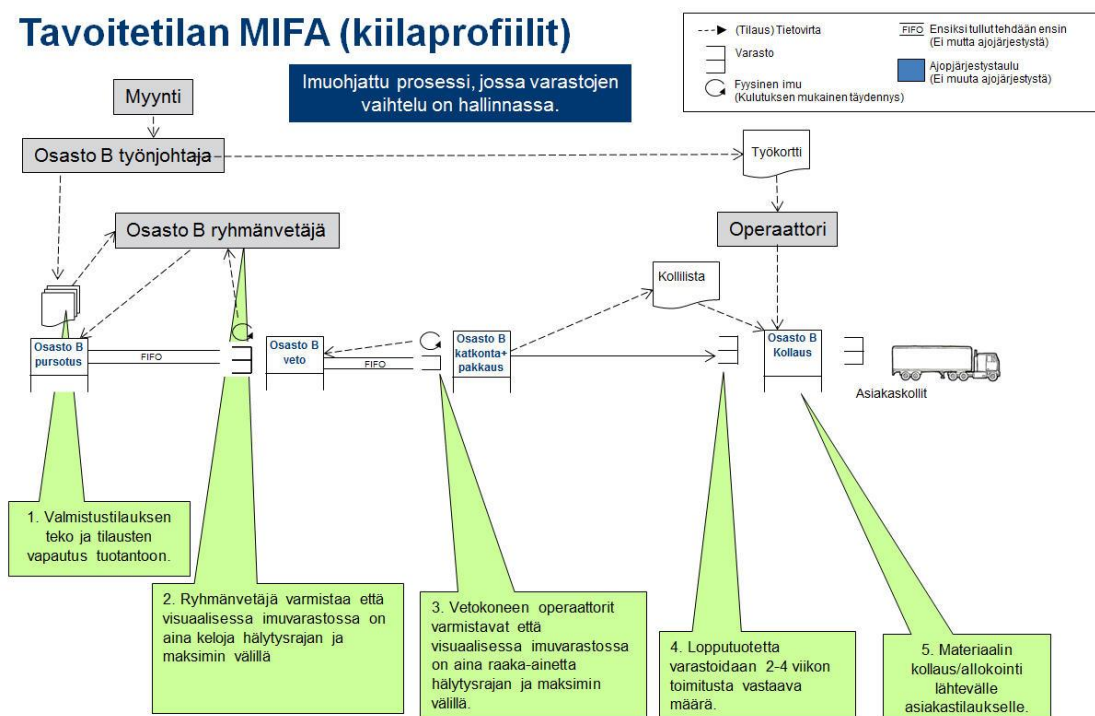 Tavoitetilan MIFA (kiilaprofiilit)
Imuohjattu prosessi, jossa varastojen
vaihtelu on hallinnassa.
(Tilaus) Tietovirta
Varasto
Fyysinen imu
(Kulutuksen mukainen täydennys)
FIFO
Ensiksi tullut tehdään ensin
(Ei mutta ajojärjestystä)
Ajopjärjestystaulu
(Ei muuta ajojärjestystä)
Myynti
Osasto B työnjohtaja
Työkortti
Osasto B ryhmänvetäjä
Operaattori
Kollilista
Osasto B
pursotus
FIFO
Osasto B
veto
FIFO
Osasto B
katkonta+
pakkaus
Osasto B
Kollaus
Asiakaskollit
1. Valmistustilauksen
teko ja tilausten
vapautus tuotantoon.
2. Ryhmänvetäjä varmistaa että
visuaalisessa imuvarastossa on
aina keloja hälytysrajan ja
maksimin välillä
3. Vetokoneen operaattorit
varmistavat että
visuaalisessa imuvarastossa
on aina raaka-ainetta
hälytysrajan ja maksimin
välillä.
4. Lopputuotetta
varastoidaan 2-4 viikon
toimitusta vastaava
määrä.
5. Materiaalin
kollaus/allokointi
lähtevälle
asiakastilaukselle.